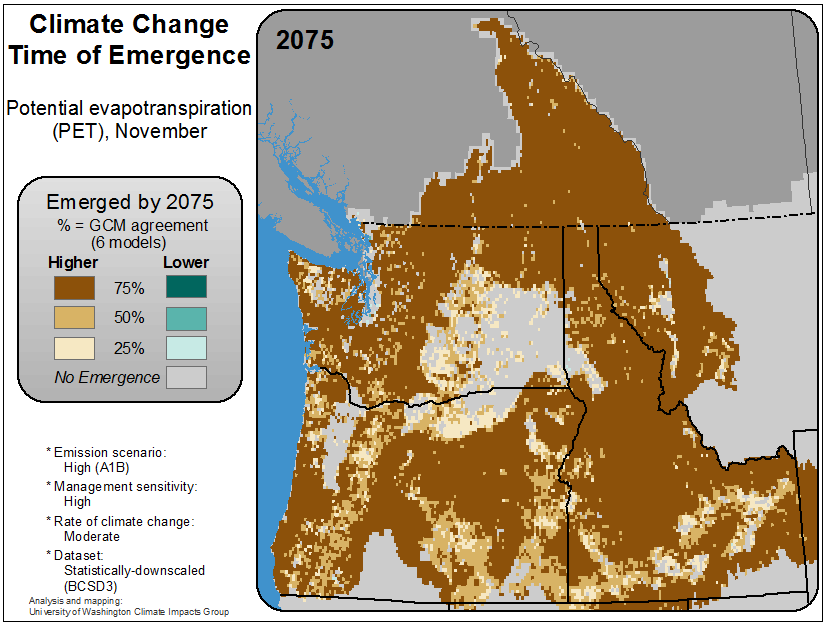 Climate Change
Time of Emergence
Potential evapotranspiration
(PET), November
2075
Emerged by 2075
% = GCM agreement
(6 models)
Higher Lower
75%
50%
25%
No Emergence
* Emission scenario:
High (A1B)
* Management sensitivity:
High
* Rate of climate change:
Moderate
* Dataset:
Statistically-downscaled
(BCSD3)
Analysis and mapping:
University of Washington Climate Impacts Group